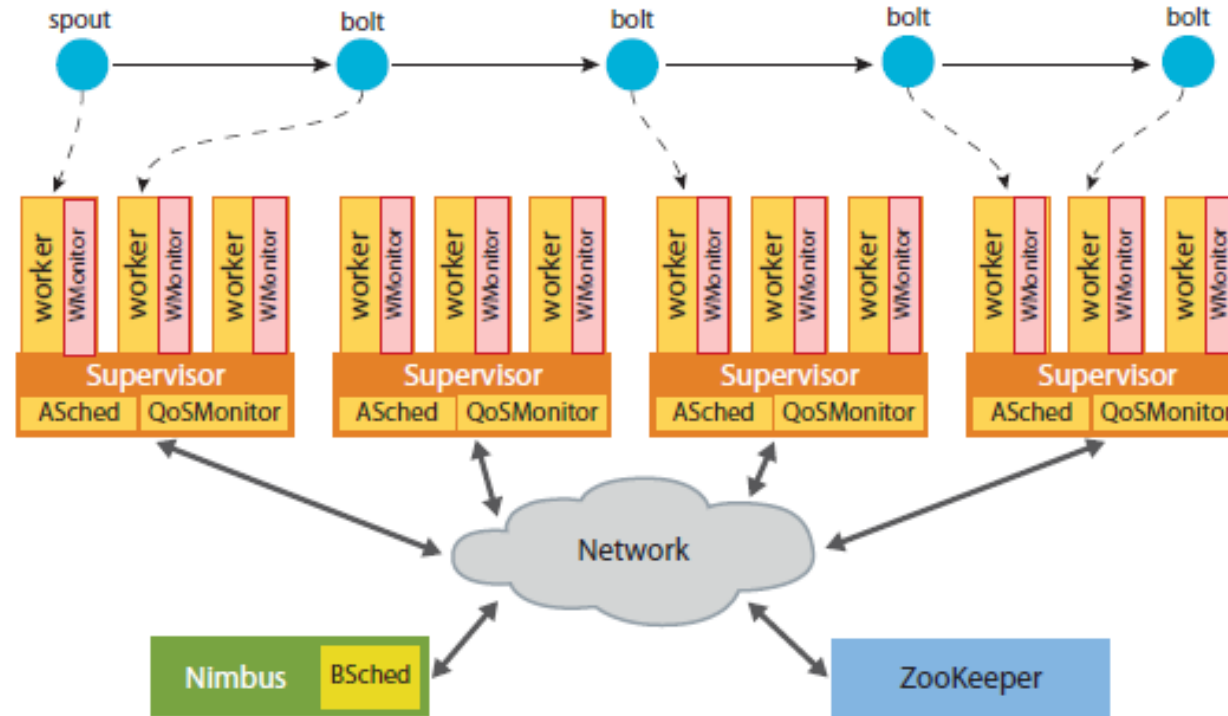 spout bolt bolt bolt bolt
worker WMonitor worker WMonitor worker WMonitor worker WMonitor worker WMonitor worker WMonitor worker WMonitor worker WMonitor worker WMonitor worker WMonitor worker WMonitor worker WMonitor
Supervisor Supervisor Supervisor Supervisor
ASched QoSMonitor ASched QoSMonitor ASched QoSMonitor ASched QoSMonitor
Network
Nimbus BSched ZooKeeper